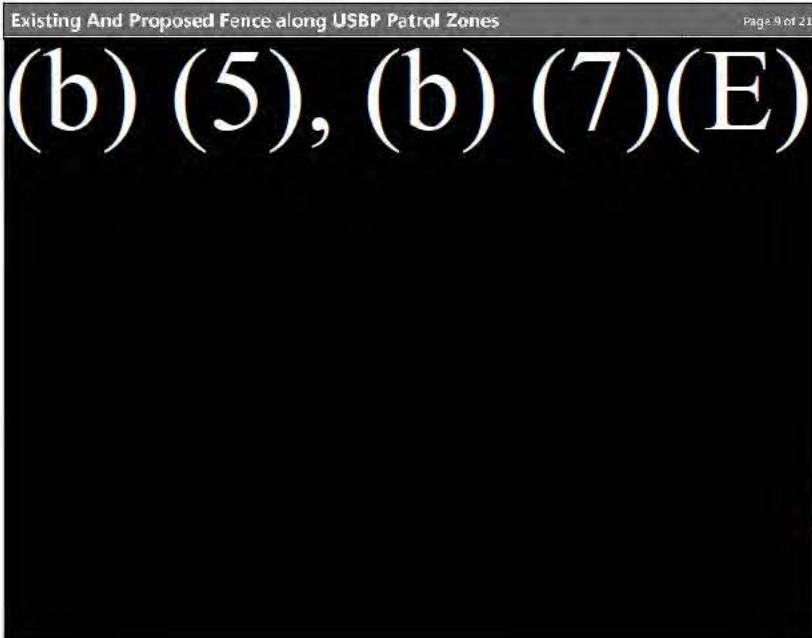 Existing And Proposed Fence along USBP Patrol Zones Page 9 of 21
(b) (5), (b) (7)(E)